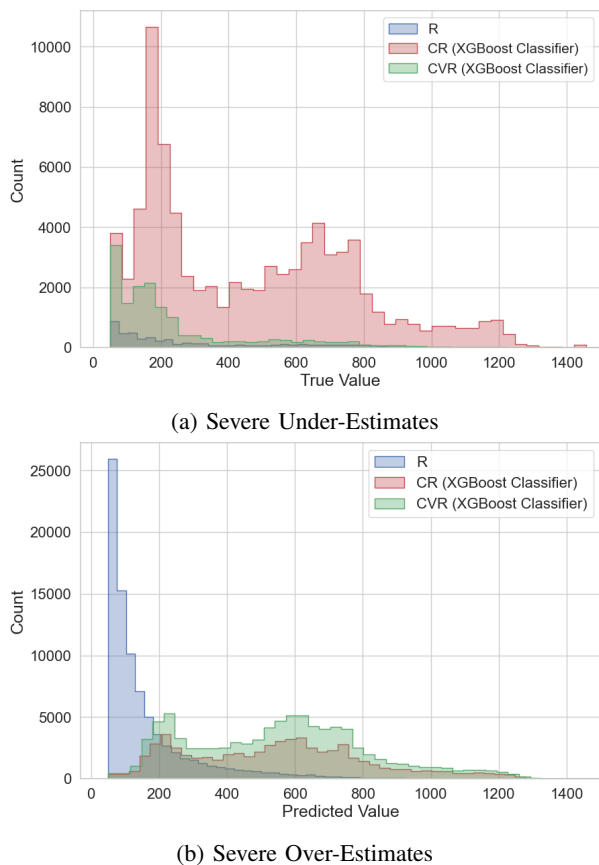 R
CR (XGBoost Classifier)
CVR (XGBoost Classifier)
10000
8000
6000
4000
2000
0
Count
0 200 400 600 800 1000 1200 1400
True Value
(a) Severe Under-Estimates
R
CR (XGBoost Classifier)
CVR (XGBoost Classifier)
25000
20000
15000
10000
5000
0
Count
0 200 400 600 800 1000 1200 1400
Predicted Value
(b) Severe Over-Estimates